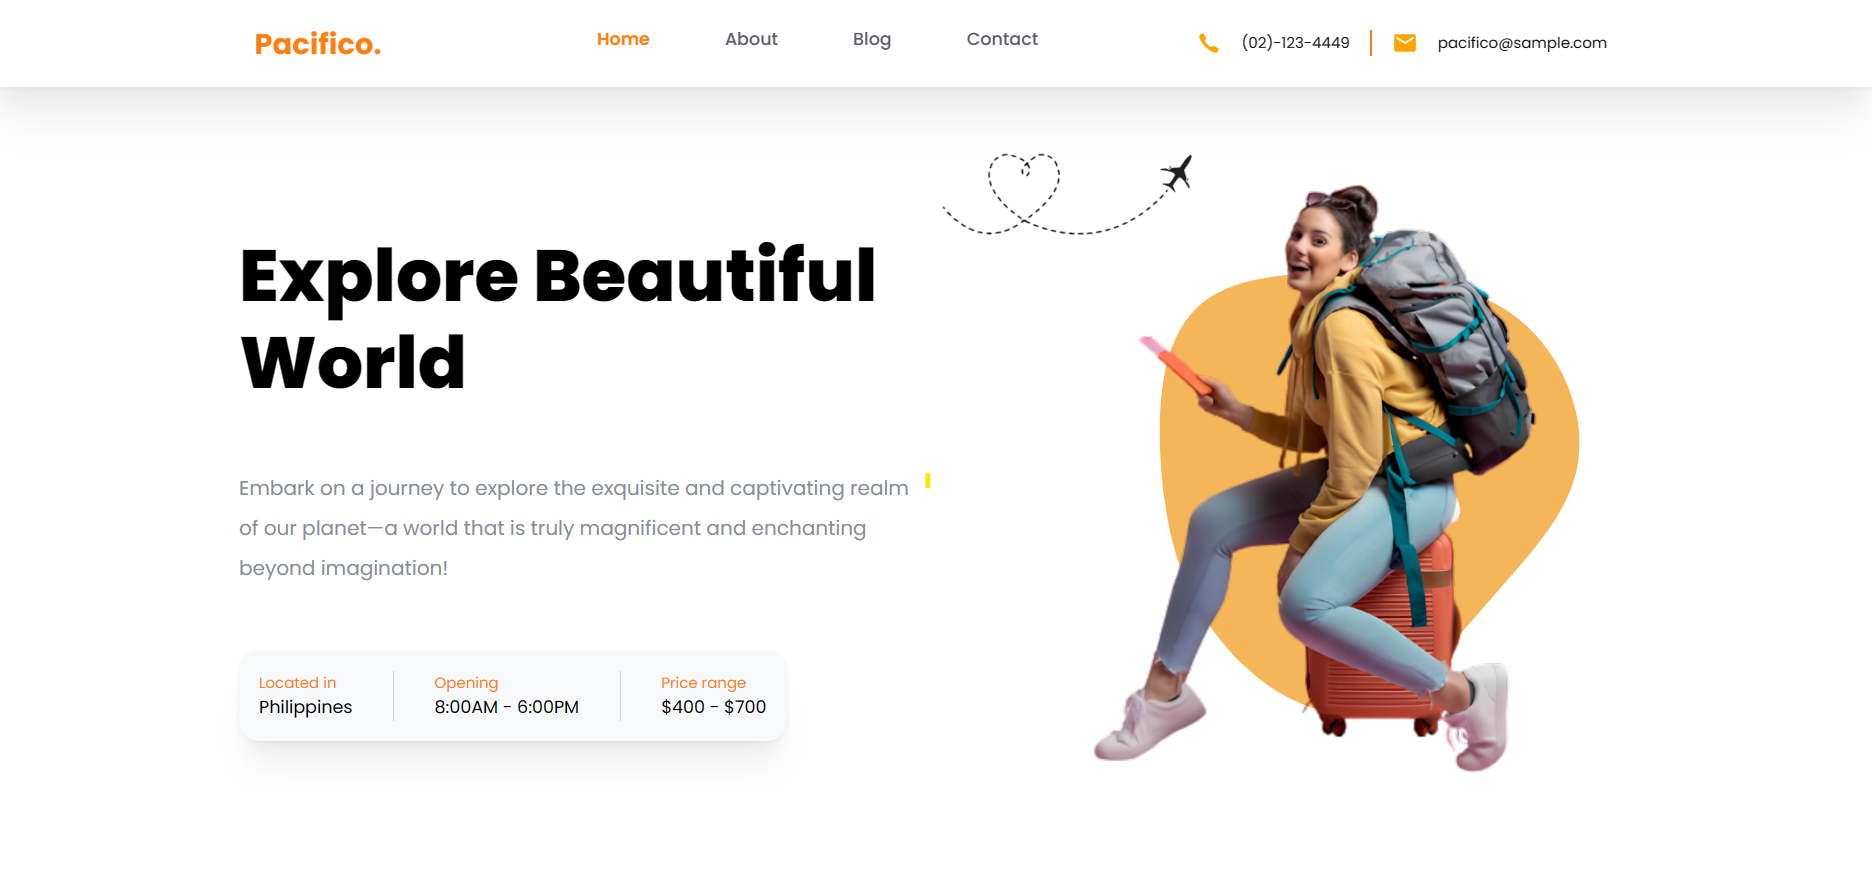 Pacifico.
Home About Blog Contact
(02)-123-4449
pacifico@sample.com
Explore Beautiful
World
Embark on a journey to explore the exquisite and captivating realm
of our planet—a world that is truly magnificent and enchanting
beyond imagination!
Located in
Philippines
Opening
8:00AM - 6:00PM
Price range
$400 - $700